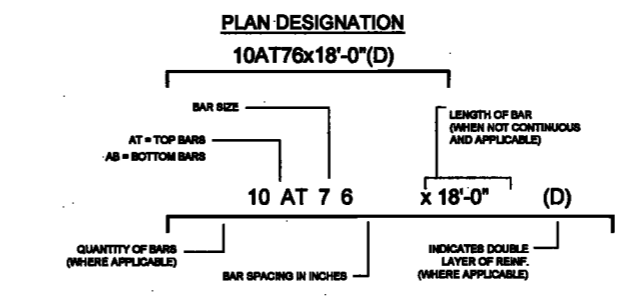 PLAN DESIGNATION
10AT76x18'-0"(D)
BAR SIZE
LENGTH OF BAR
(WHEN NOT CONTINUOUS
AND APPLICABLE)
AT = TOP BARS
AB = BOTTOM BARS
10 AT 7 6 x 18'-0" (D)
QUANTITY OF BARS
(WHERE APPLICABLE)
BAR SPACING IN INCHES
INDICATES DOUBLE
LAYER OF REINF.
(WHERE APPLICABLE)